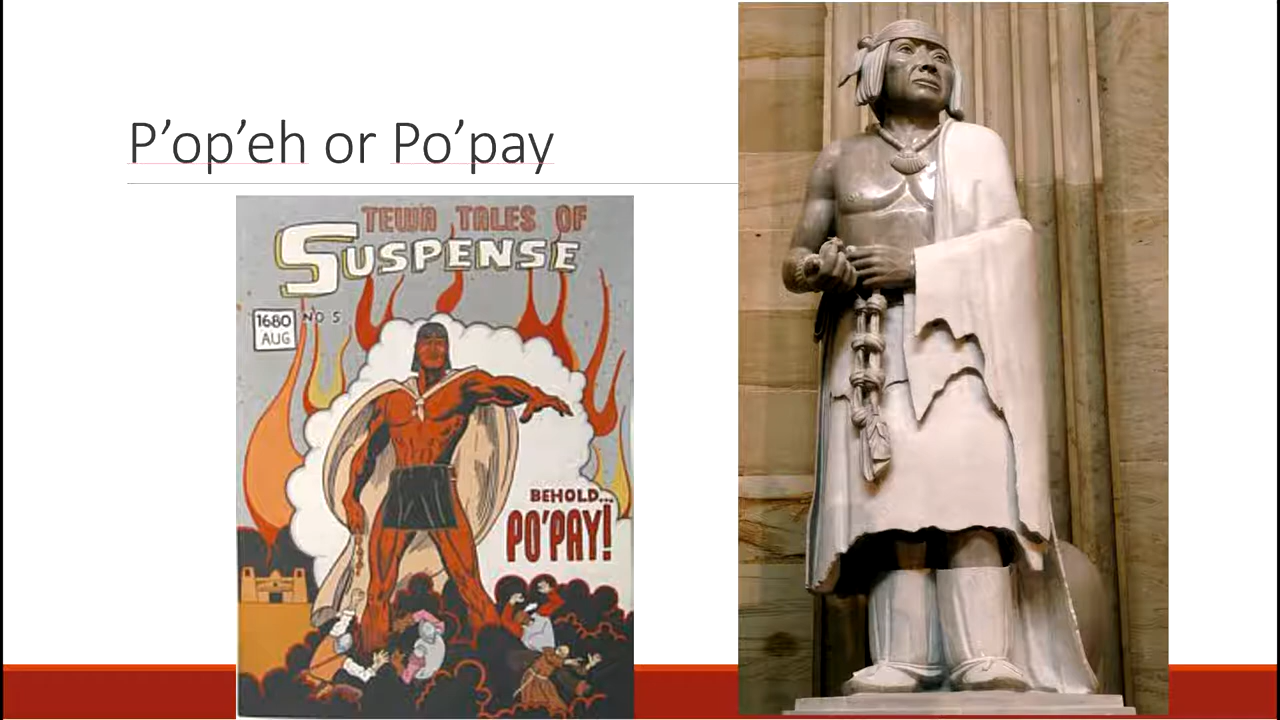 P’op’eh or Po’pay
TEWA TALES OF
SUSPENSE
1680
AUG
NO 5
BEHOLD...
PO'PAY!